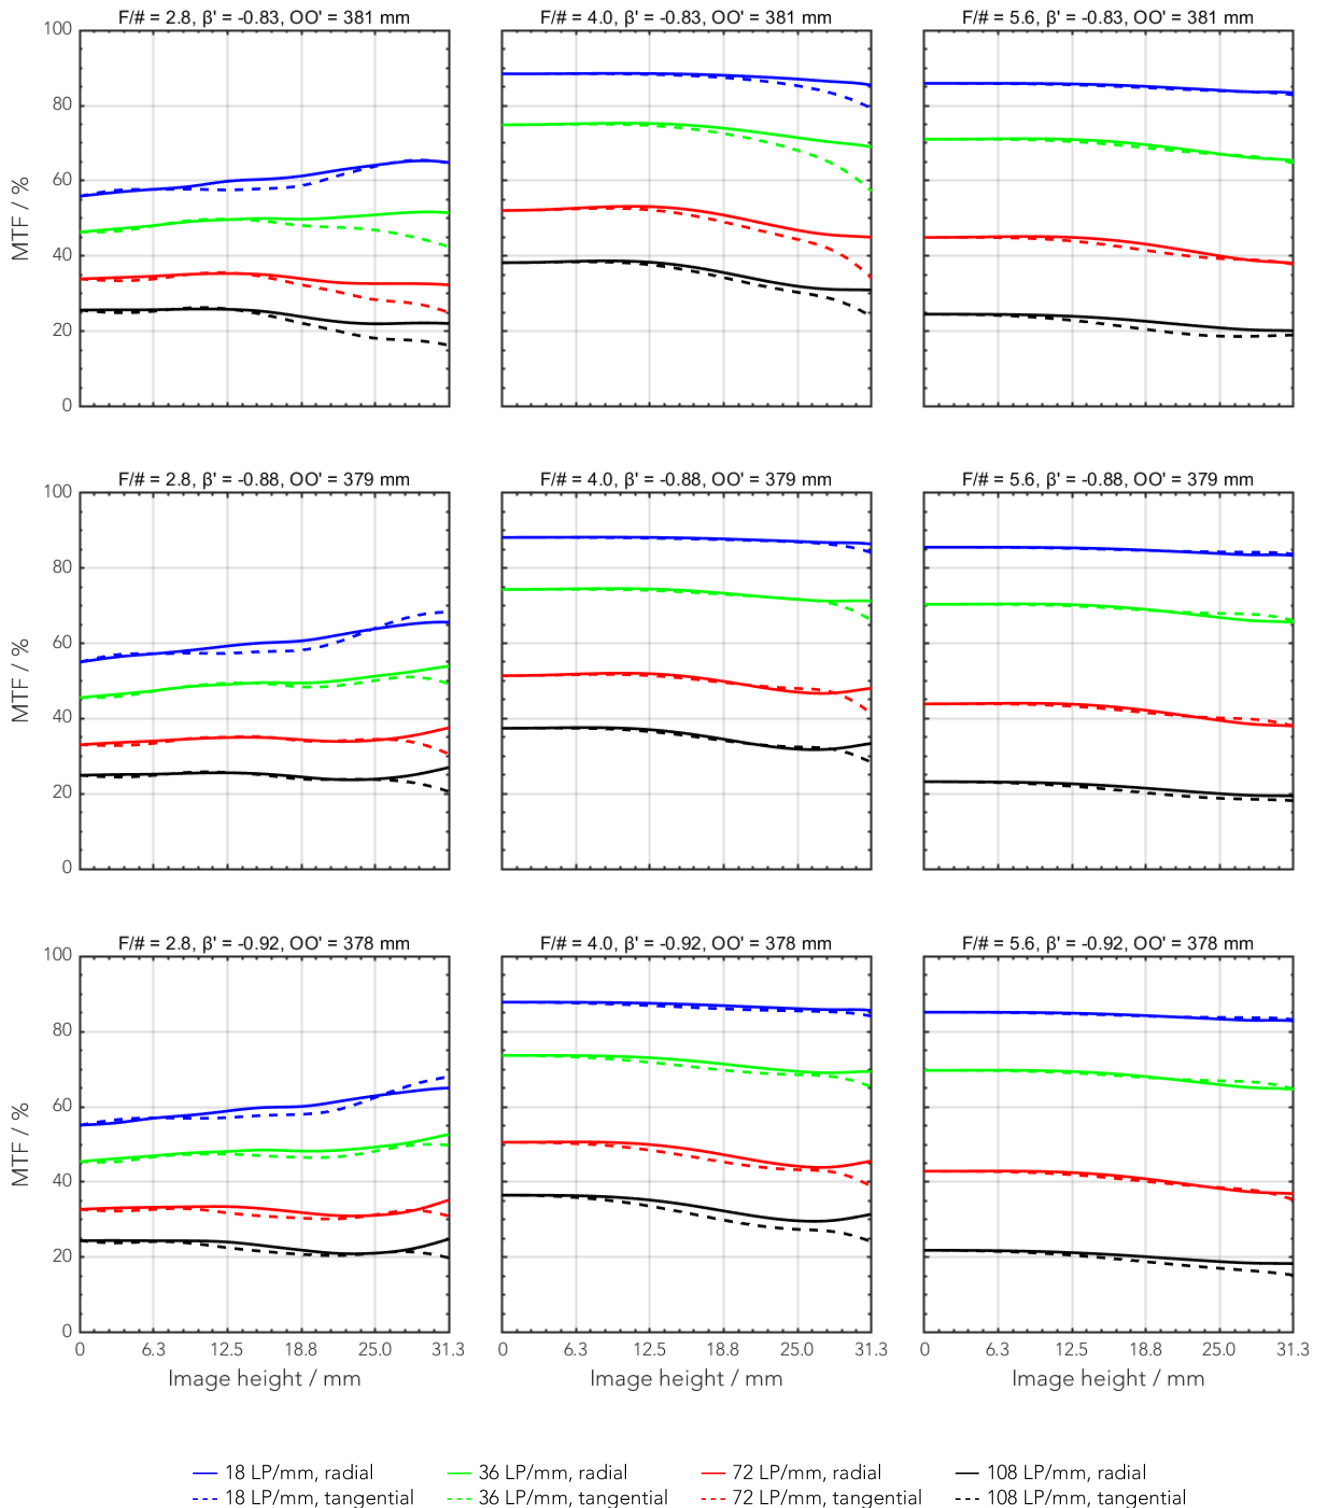 F/# = 2.8, β' = -0.83, OO' = 381 mm
F/# = 4.0, β' = -0.83, OO' = 381 mm
F/# = 5.6, β' = -0.83, OO' = 381 mm
100
80
60
40
20
0
MTF / %
F/# = 2.8, β' = -0.88, OO' = 379 mm
F/# = 4.0, β' = -0.88, OO' = 379 mm
F/# = 5.6, β' = -0.88, OO' = 379 mm
100
80
60
40
20
0
MTF / %
F/# = 2.8, β' = -0.92, OO' = 378 mm
F/# = 4.0, β' = -0.92, OO' = 378 mm
F/# = 5.6, β' = -0.92, OO' = 378 mm
100
80
60
40
20
0
MTF / %
0 6.3 12.5 18.8 25.0 31.3
0 6.3 12.5 18.8 25.0 31.3
0 6.3 12.5 18.8 25.0 31.3
Image height / mm
Image height / mm
Image height / mm
18 LP/mm, radial
36 LP/mm, radial
72 LP/mm, radial
108 LP/mm, radial
18 LP/mm, tangential
36 LP/mm, tangential
72 LP/mm, tangential
108 LP/mm, tangential